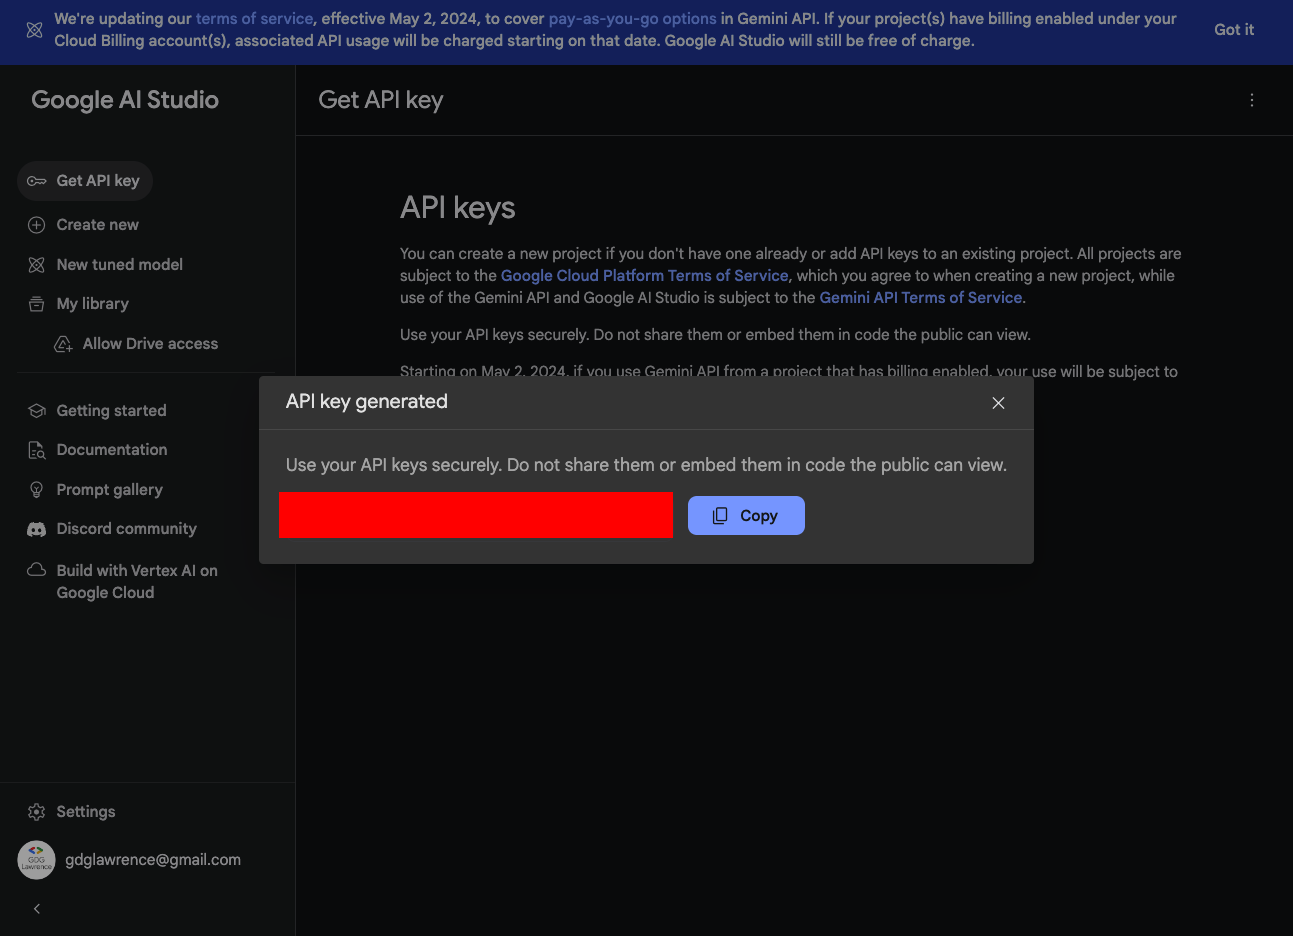 We're updating our terms of service, effective May 2, 2024, to cover pay-as-you-go options in Gemini API. If your project(s) have billing enabled under your
Cloud Billing account(s), associated API usage will be charged starting on that date. Google AI Studio will still be free of charge.
Got it
Google AI Studio
Get API key
Create new
New tuned model
My library
Allow Drive access
Getting started
Documentation
Prompt gallery
Discord community
Build with Vertex AI on
Google Cloud
Settings
GDG
Lawrence
gdglawrence@gmail.com
Get API key
API keys
You can create a new project if you don't have one already or add API keys to an existing project. All projects are
subject to the Google Cloud Platform Terms of Service, which you agree to when creating a new project, while
use of the Gemini API and Google AI Studio is subject to the Gemini API Terms of Service.
Use your API keys securely. Do not share them or embed them in code the public can view.
Starting on May 2, 2024, if you use Gemini API from a project that has billing enabled, your use will be subject to
API key generated
Use your API keys securely. Do not share them or embed them in code the public can view.
Copy